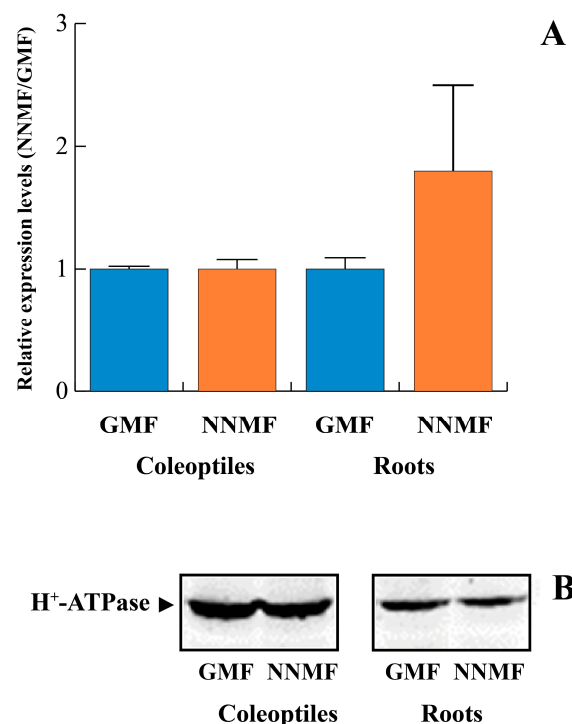 A
3
2
1
0
Relative expression levels (NNMF/GMF)
GMF NNMF GMF NNMF
Coleoptiles Roots
B
H⁺-ATPase ►
GMF NNMF GMF NNMF
Coleoptiles Roots